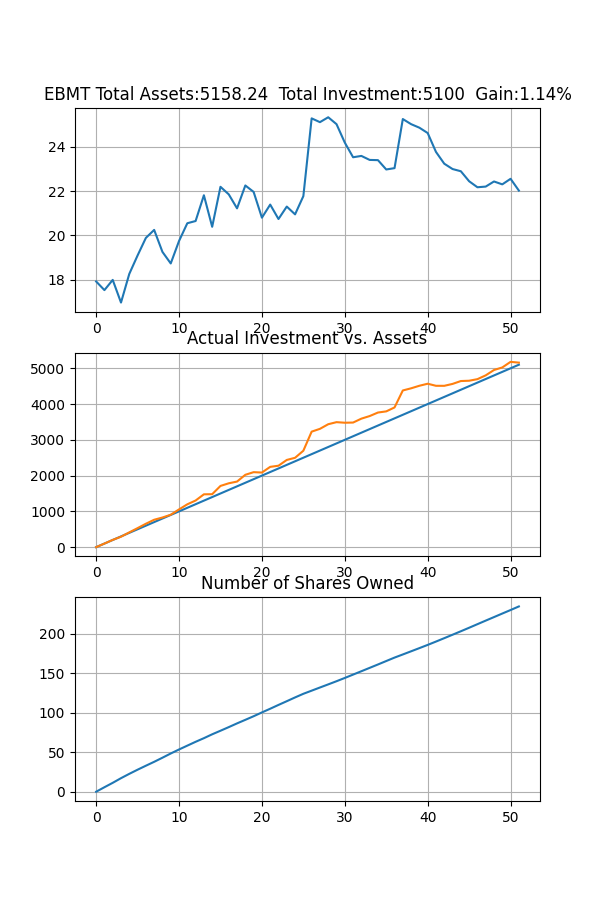 EBMT Total Assets:5158.24  Total Investment:5100  Gain:1.14%
24
22
20
18
0 10 20 30 40 50
Actual Investment vs. Assets
5000
4000
3000
2000
1000
0
0 10 20 30 40 50
Number of Shares Owned
200
150
100
50
0
0 10 20 30 40 50